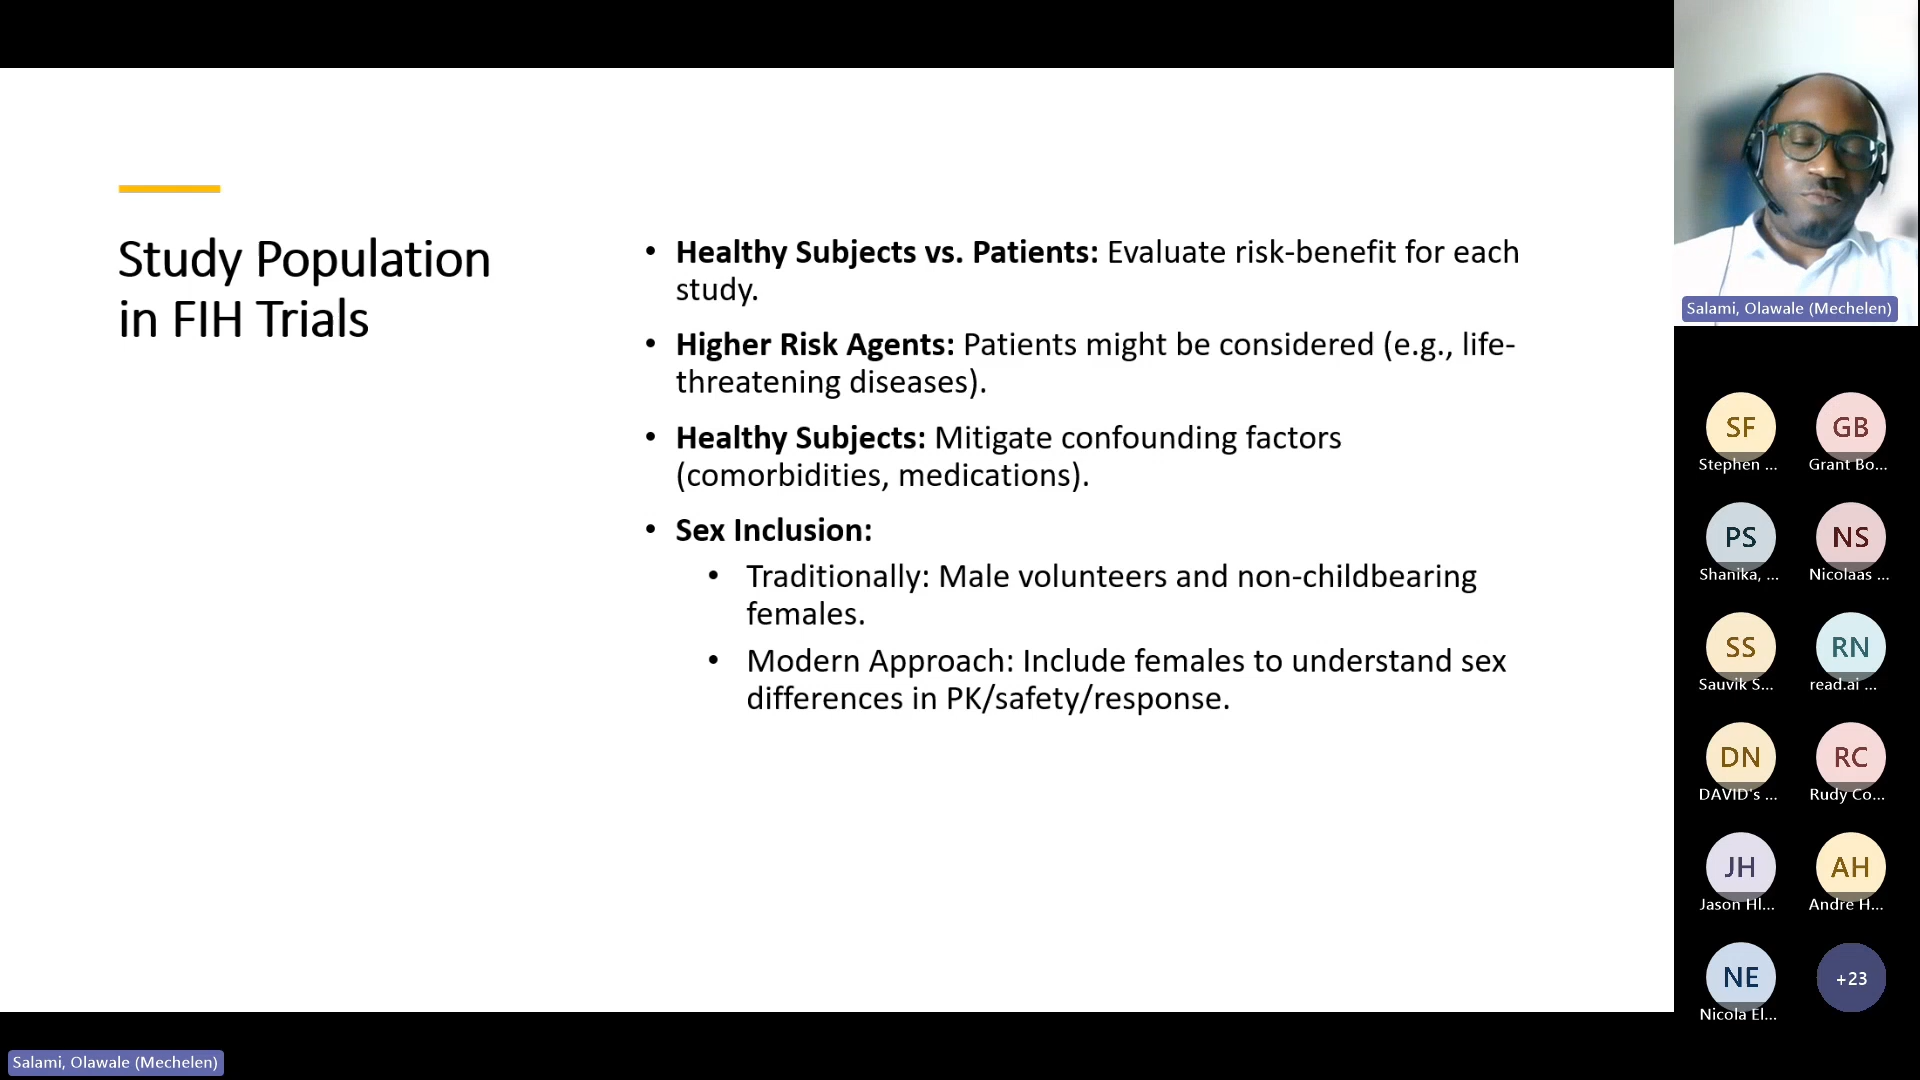 Study Population
in FIH Trials
• Healthy Subjects vs. Patients: Evaluate risk-benefit for each
study.
• Higher Risk Agents: Patients might be considered (e.g., life-
threatening diseases).
• Healthy Subjects: Mitigate confounding factors
(comorbidities, medications).
• Sex Inclusion:
• Traditionally: Male volunteers and non-childbearing
females.
• Modern Approach: Include females to understand sex
differences in PK/safety/response.
Salami, Olawale (Mechelen)
SF GB
Stephen ... Grant Bo...
PS NS
Shanika, ... Nicolaas ...
SS RN
Sauvik S... read.ai ...
DN RC
DAVID's ... Rudy Co...
JH AH
Jason Hl... Andre H...
NE +23
Nicola El...
Salami, Olawale (Mechelen)